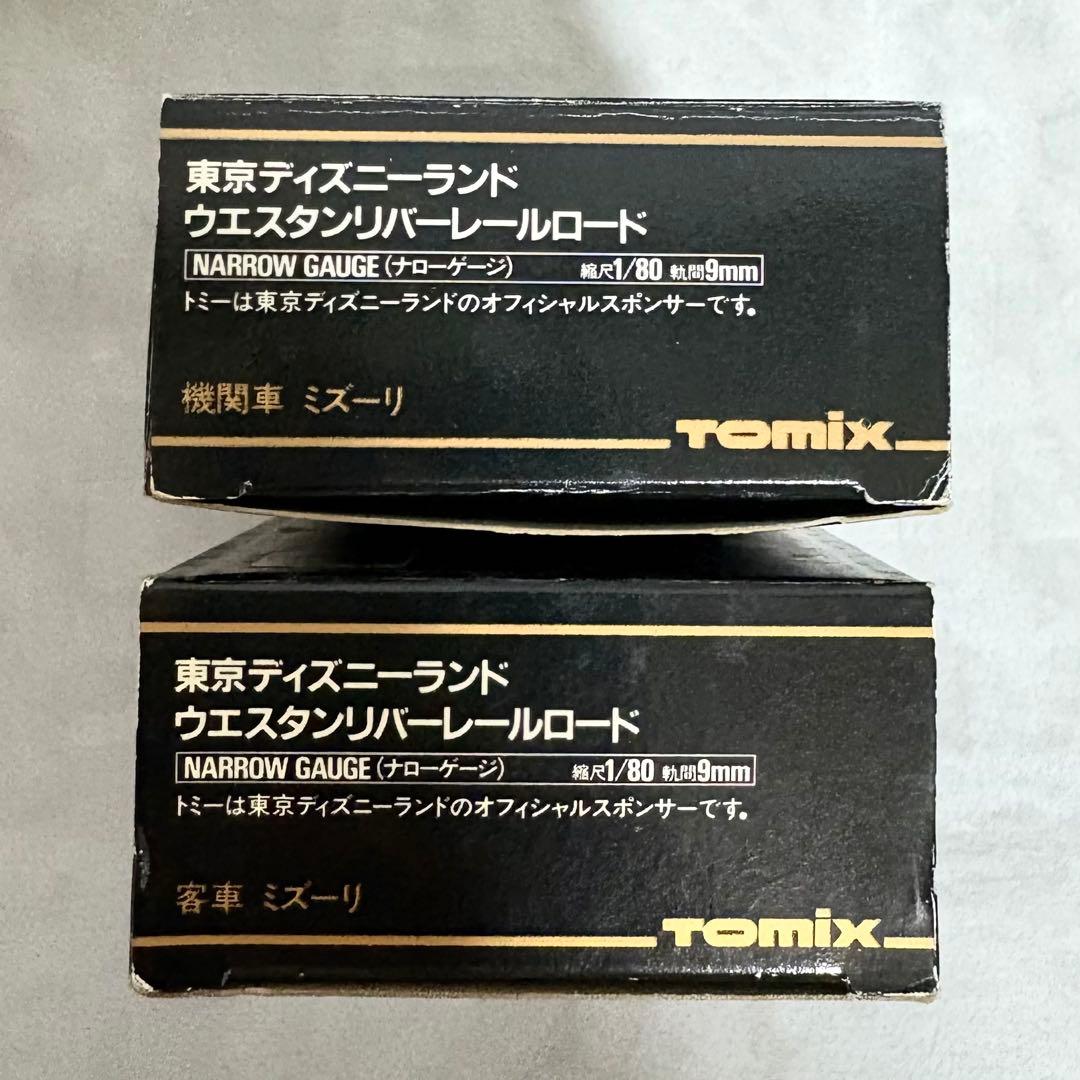 東京ディズニーランド
ウエスタンリバーレールロード
NARROW GAUGE(ナローゲージ) 縮尺1/80 軌間9mm
トミーは東京ディズニーランドのオフィシャルスポンサーです。
機関車 ミズーリ
TOMIX
東京ディズニーランド
ウエスタンリバーレールロード
NARROW GAUGE(ナローゲージ) 縮尺1/80 軌間9mm
トミーは東京ディズニーランドのオフィシャルスポンサーです。
客車 ミズーリ
TOMIX